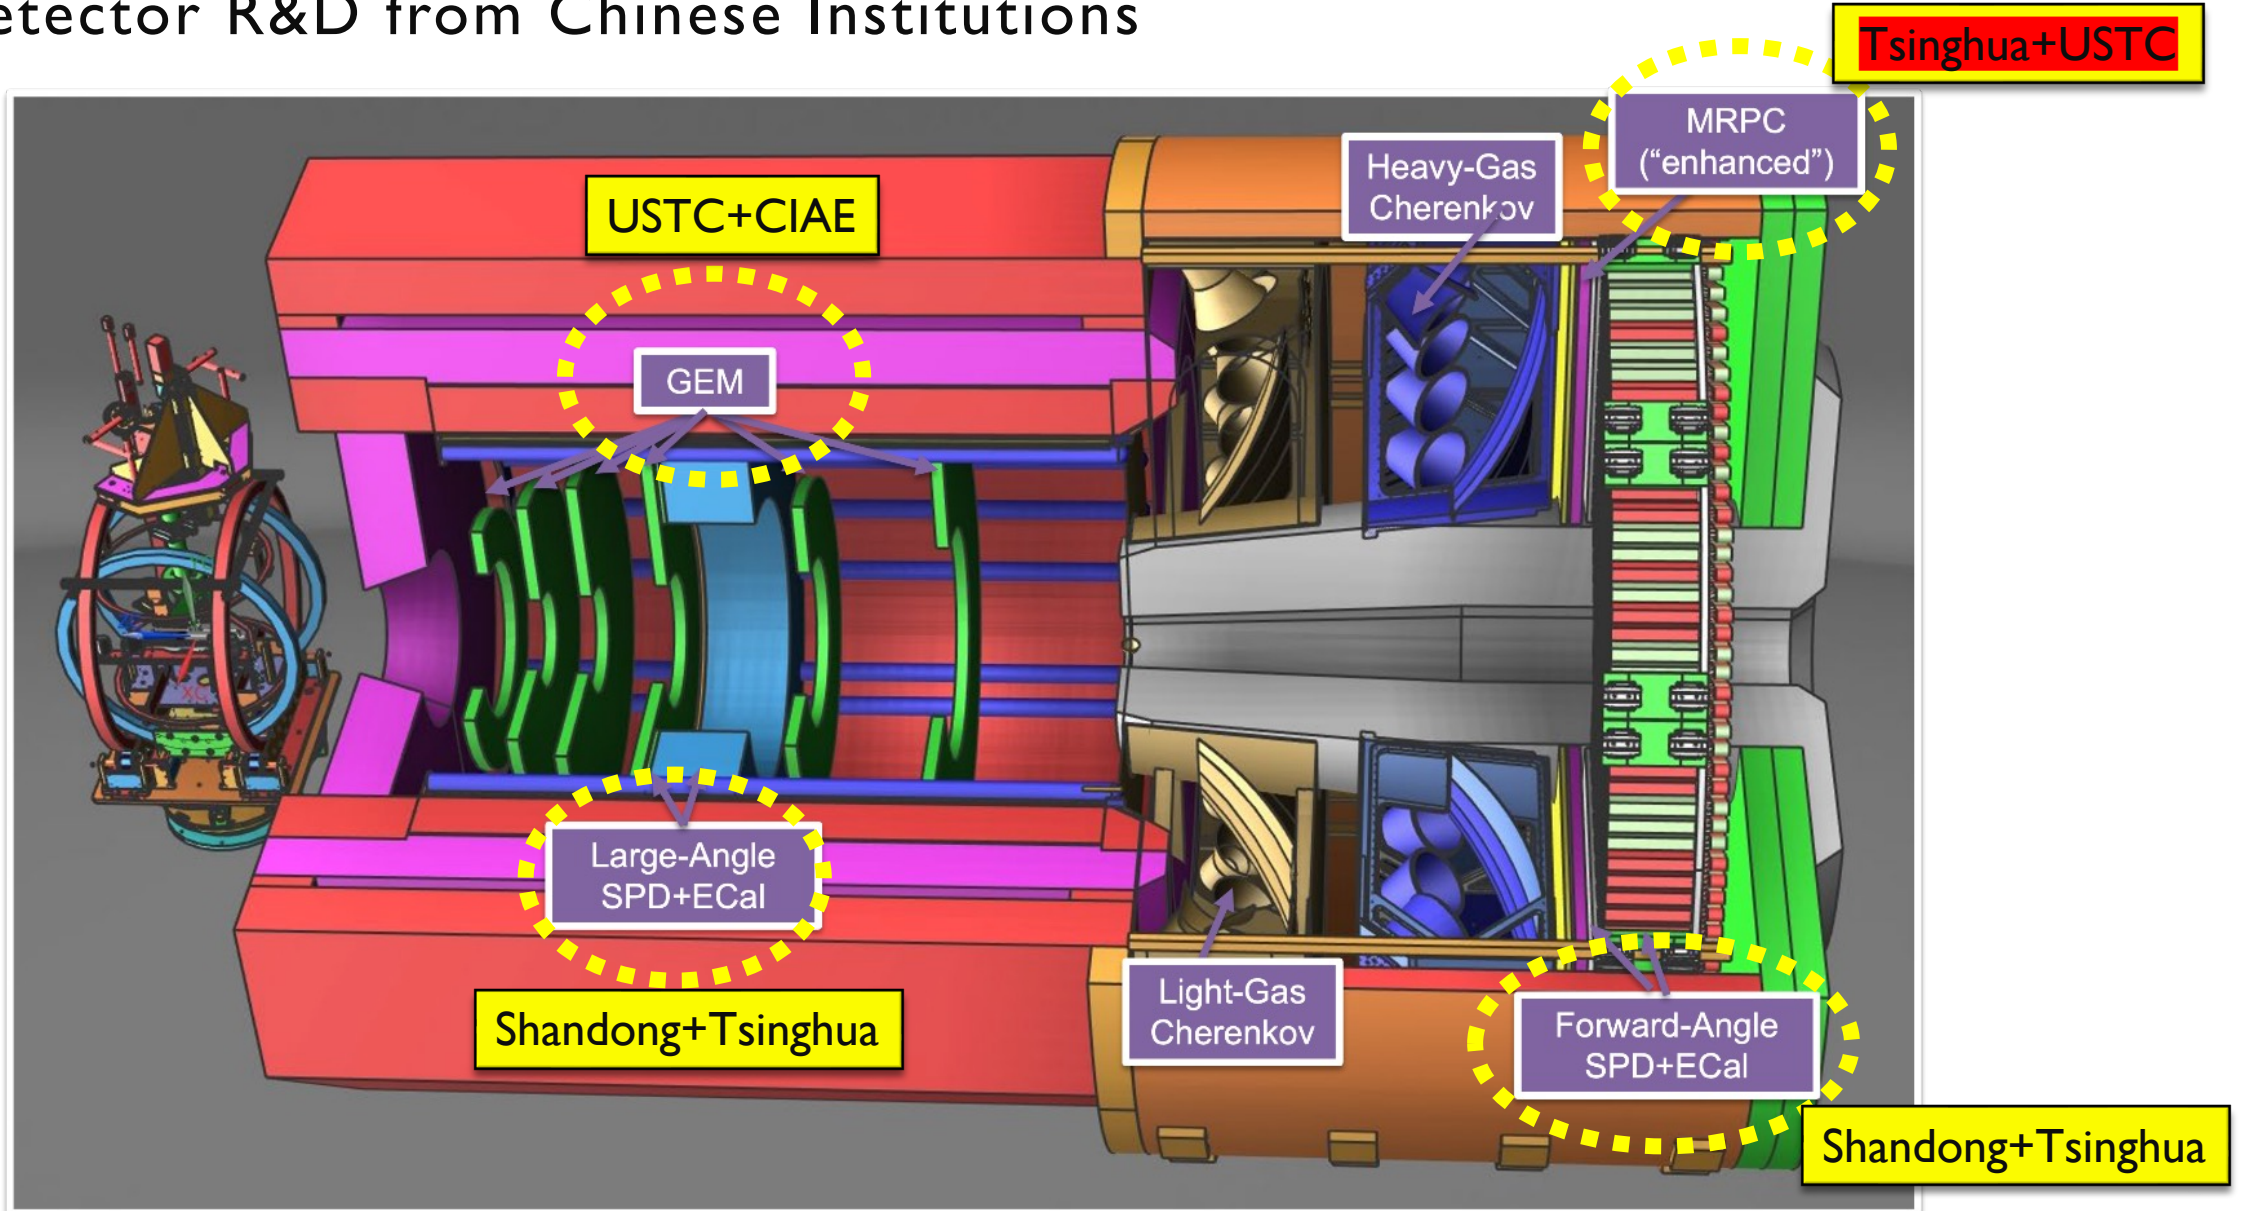 etector R&D from Chinese Institutions
Tsinghua+USTC
MRPC
(“enhanced”)
Heavy-Gas
Cherenkov
USTC+CIAE
GEM
Large-Angle
SPD+ECal
Shandong+Tsinghua
Light-Gas
Cherenkov
Forward-Angle
SPD+ECal
Shandong+Tsinghua